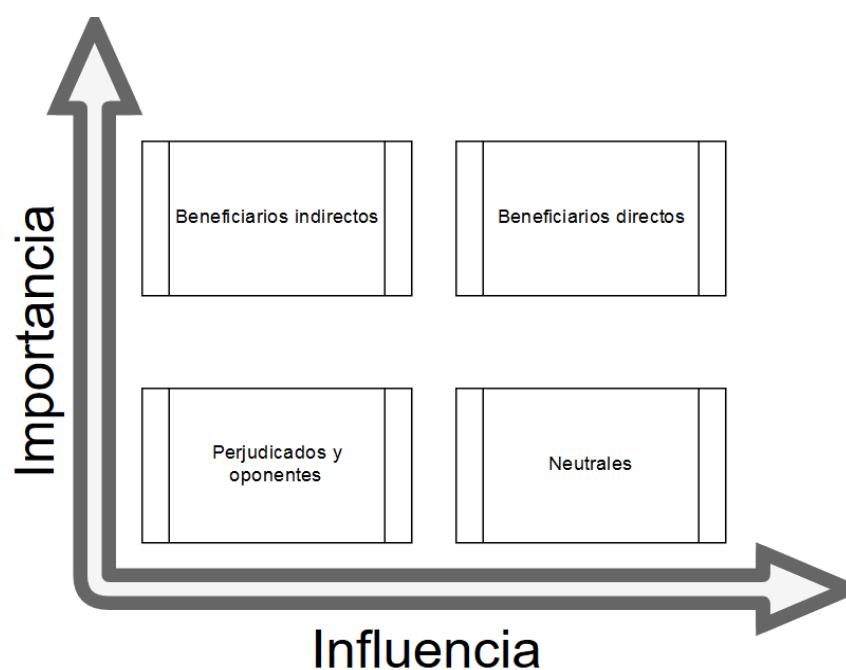 Importancia
Beneficiarios indirectos
Beneficiarios directos
Perjudicados y
oponentes
Neutrales
Influencia